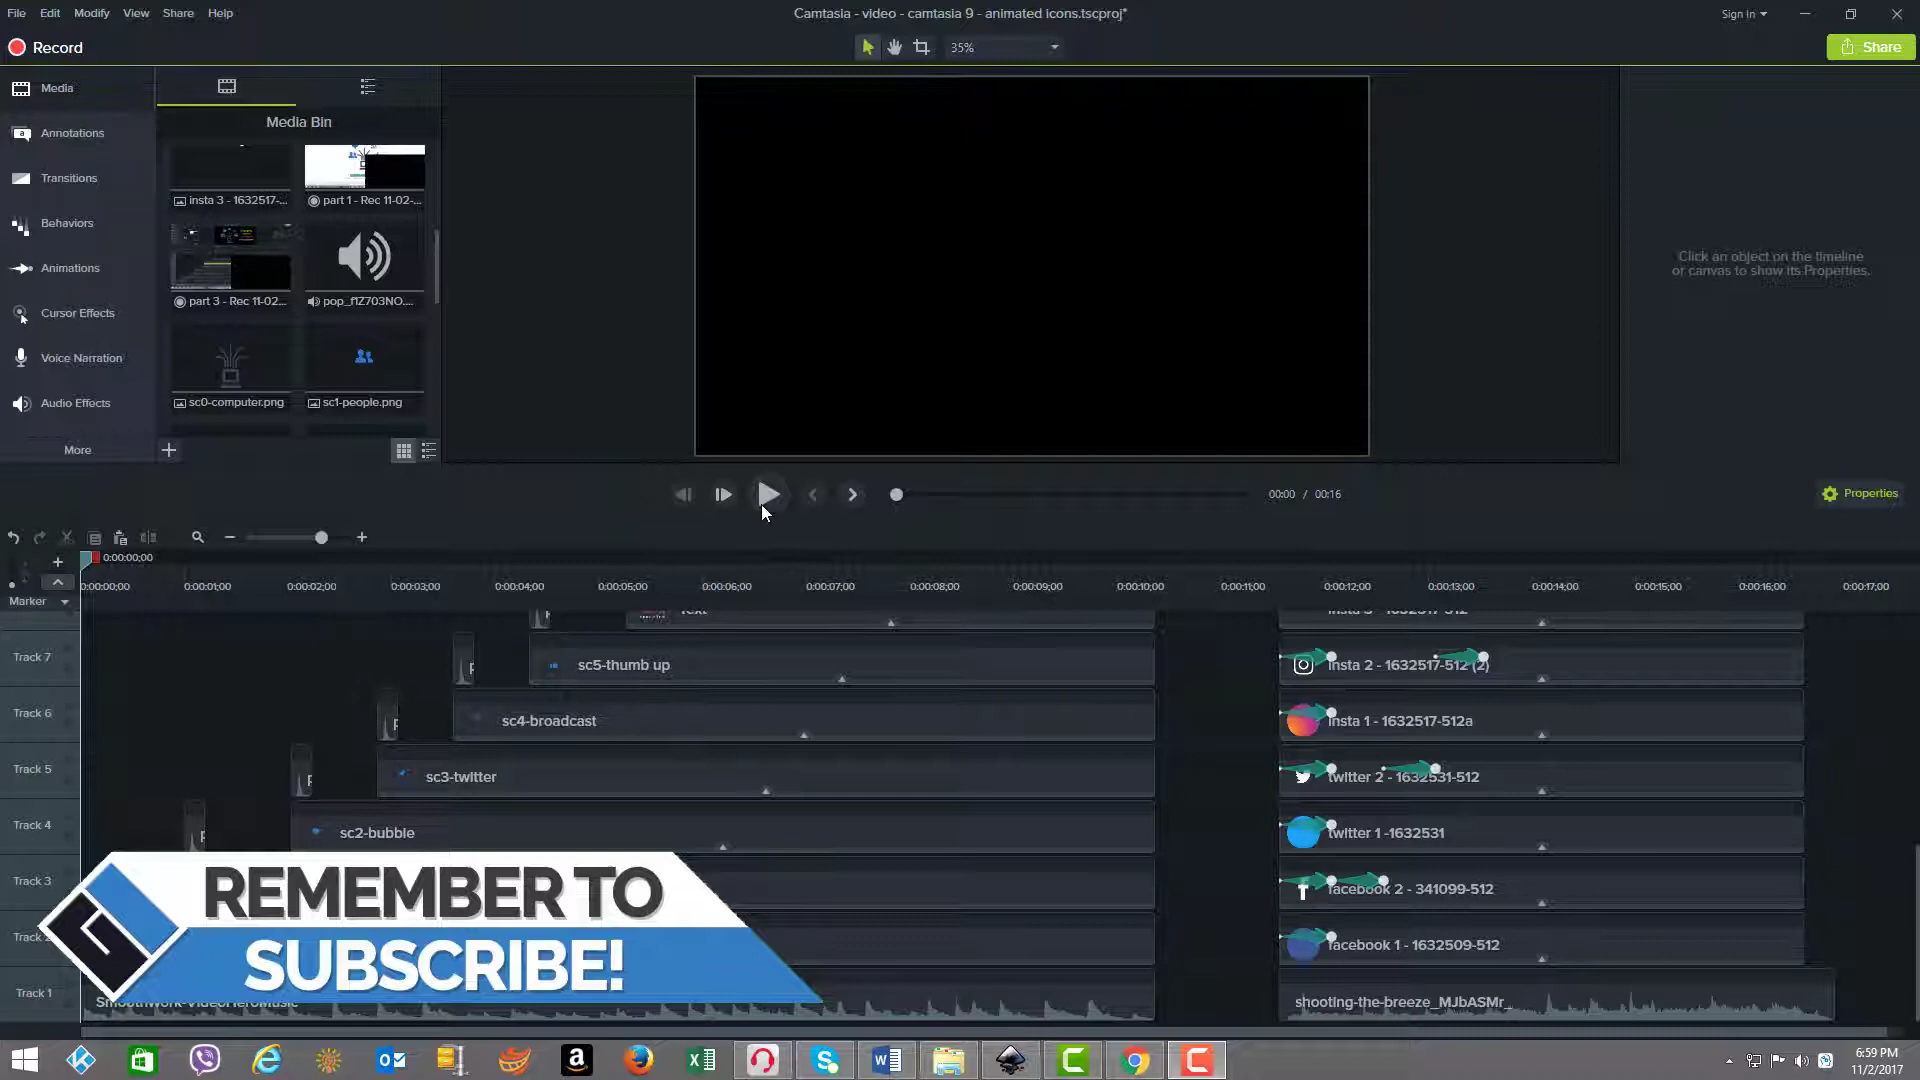 File Edit Modify View Share Help
Camtasia - video - camtasia 9 - animated icons.tscproj*
Sign In
Record
35%
Share
Media
Annotations
Transitions
Behaviors
Animations
Cursor Effects
Voice Narration
Audio Effects
More
Media Bin
insta 3 - 1632517-...
part 1 - Rec 11-02-...
part 3 - Rec 11-02...
pop_f1Z703NO....
sc0-computer.png
sc1-people.png
Click an object on the timeline
or canvas to show its Properties.
00:00 / 00:16
Properties
0:00:00;00
0:00:00;00 0:00:01;00 0:00:02;00 0:00:03;00 0:00:04;00 0:00:05;00 0:00:06;00 0:00:07;00 0:00:08;00 0:00:09;00 0:00:10;00 0:00:11;00 0:00:12;00 0:00:13;00 0:00:14;00 0:00:15;00 0:00:16;00 0:00:17;00
Marker
Text
insta 3 - 1632517-512
Track 7
sc5-thumb up
insta 2 - 1632517-512 (2)
Track 6
sc4-broadcast
insta 1 - 1632517-512a
Track 5
sc3-twitter
twitter 2 - 1632531-512
Track 4
sc2-bubble
twitter 1 -1632531
Track 3
facebook 2 - 341099-512
Track 2
facebook 1 - 1632509-512
Track 1
SmoothWork-VideoHeroMusic
shooting-the-breeze_MJbASMr_
REMEMBER TO
SUBSCRIBE!
6:59 PM
11/2/2017